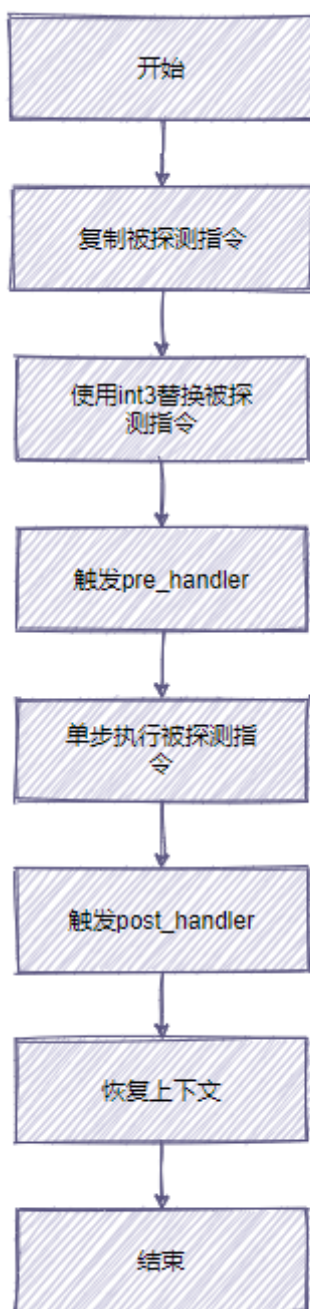 开始
复制被探测指令
使用int3替换被探
测指令
触发pre_handler
单步执行被探测指
令
触发post_handler
恢复上下文
结束